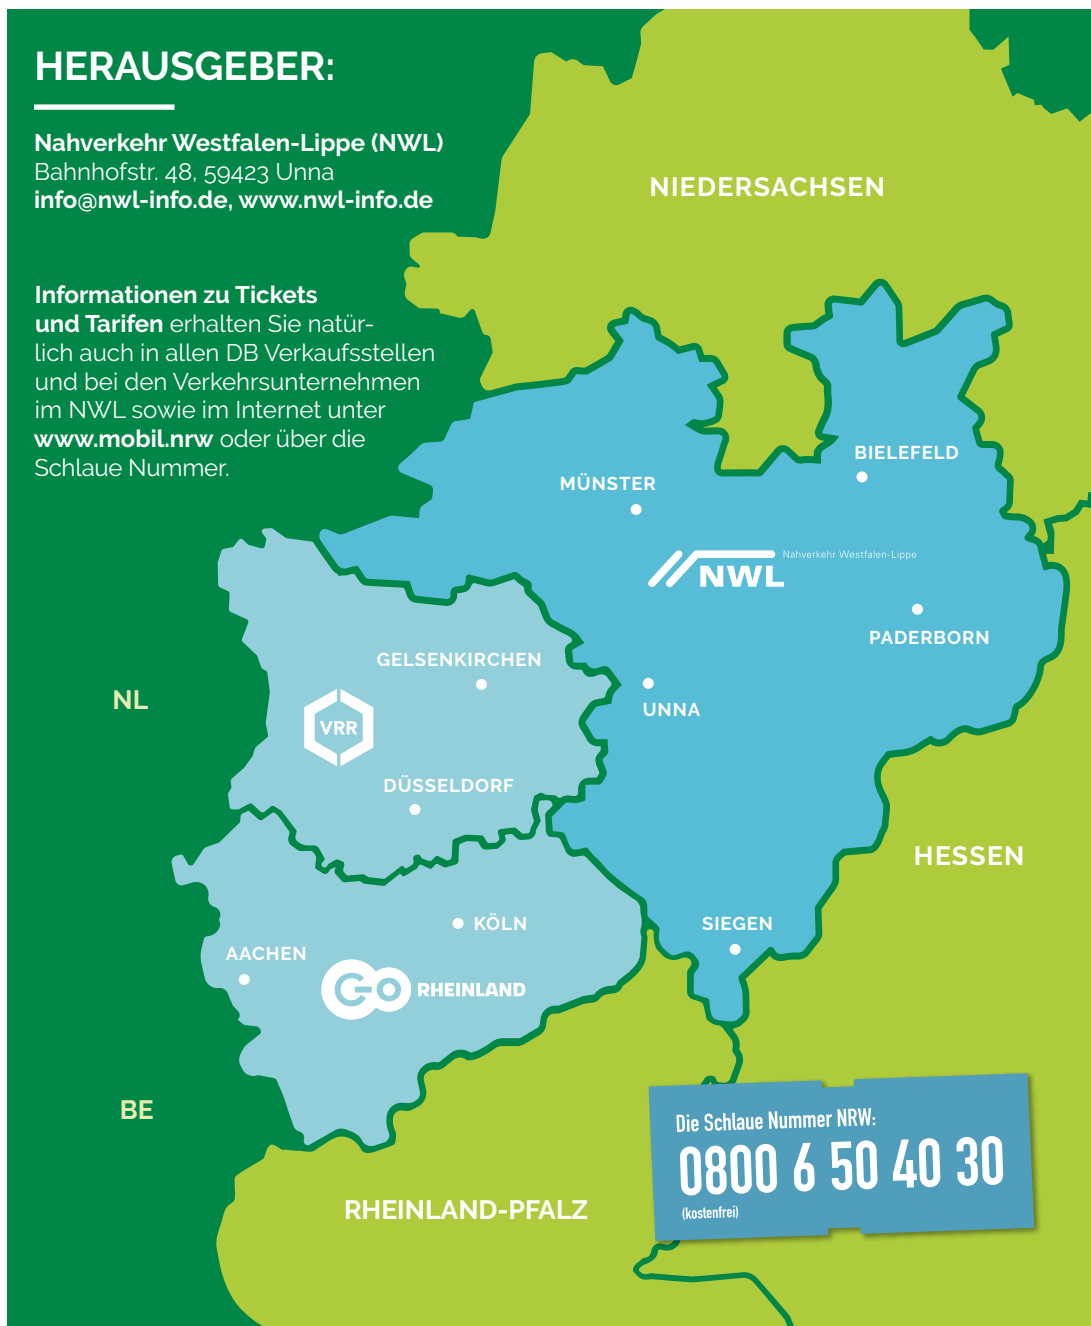 HERAUSGEBER:
Nahverkehr Westfalen-Lippe (NWL)
Bahnhofstr. 48, 59423 Unna
info@nwl-info.de, www.nwl-info.de
Informationen zu Tickets
und Tarifen erhalten Sie natür-
lich auch in allen DB Verkaufsstellen
und bei den Verkehrsunternehmen
im NWL sowie im Internet unter
www.mobil.nrw oder über die
Schlaue Nummer.
NIEDERSACHSEN
BIELEFELD
MÜNSTER
Nahverkehr Westfalen-Lippe
NWL
PADERBORN
GELSENKIRCHEN
NL
UNNA
VRR
DÜSSELDORF
HESSEN
KÖLN
SIEGEN
AACHEN
GO RHEINLAND
BE
Die Schlaue Nummer NRW:
0800 6 50 40 30
(kostenfrei)
RHEINLAND-PFALZ